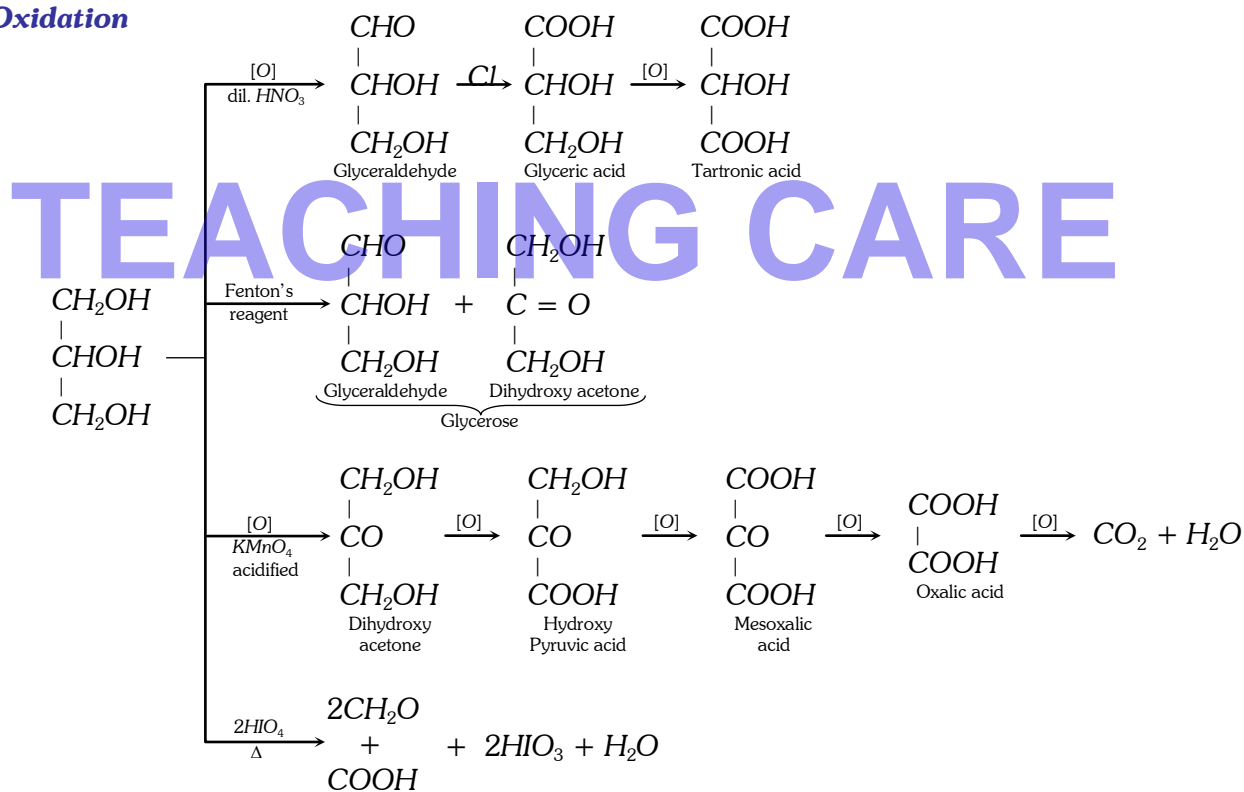 Oxidation
CHO
|
CHOH
|
CH₂OH
Glyceraldehyde
COOH
|
CHOH
|
CH₂OH
Glyceric acid
COOH
|
CHOH
|
COOH
Tartronic acid
[O]
dil. HNO₃
Cl
[O]
TEACHING CARE
CH₂OH
|
CHOH
|
CH₂OH
Fenton's
reagent
CHO
|
CHOH
|
CH₂OH
Glyceraldehyde
+
CH₂OH
|
C = O
|
CH₂OH
Dihydroxy acetone
Glycerose
[O]
KMnO₄
acidified
CH₂OH
|
CO
|
CH₂OH
Dihydroxy
acetone
[O]
CH₂OH
|
CO
|
COOH
Hydroxy
Pyruvic acid
[O]
COOH
|
CO
|
COOH
Mesoxalic
acid
[O]
COOH
|
COOH
Oxalic acid
[O]
CO₂ + H₂O
2HIO₄
Δ
2CH₂O
+
COOH
+ 2HIO₃ + H₂O